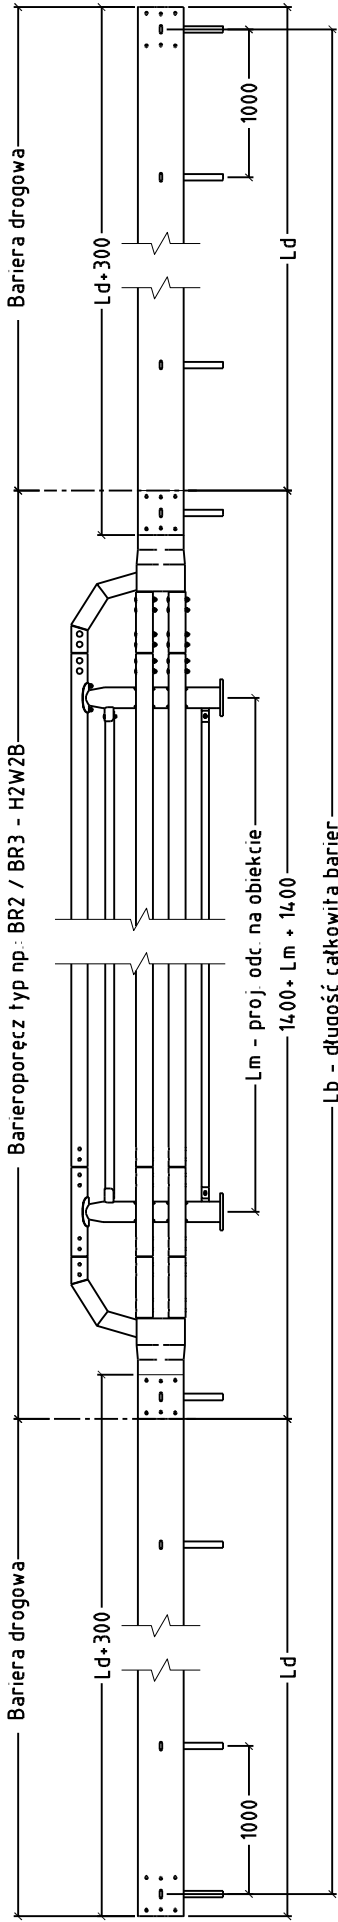 Bariera drogowa
Barieroporęcz typ np.: BR2 / BR3 - H2W2B
Bariera drogowa
Ld+300
Ld+300
1000
Lm - proj. odc. na obiekcie
1000
Ld
1400+ Lm + 1400
Ld
Lb - długość całkowita barier